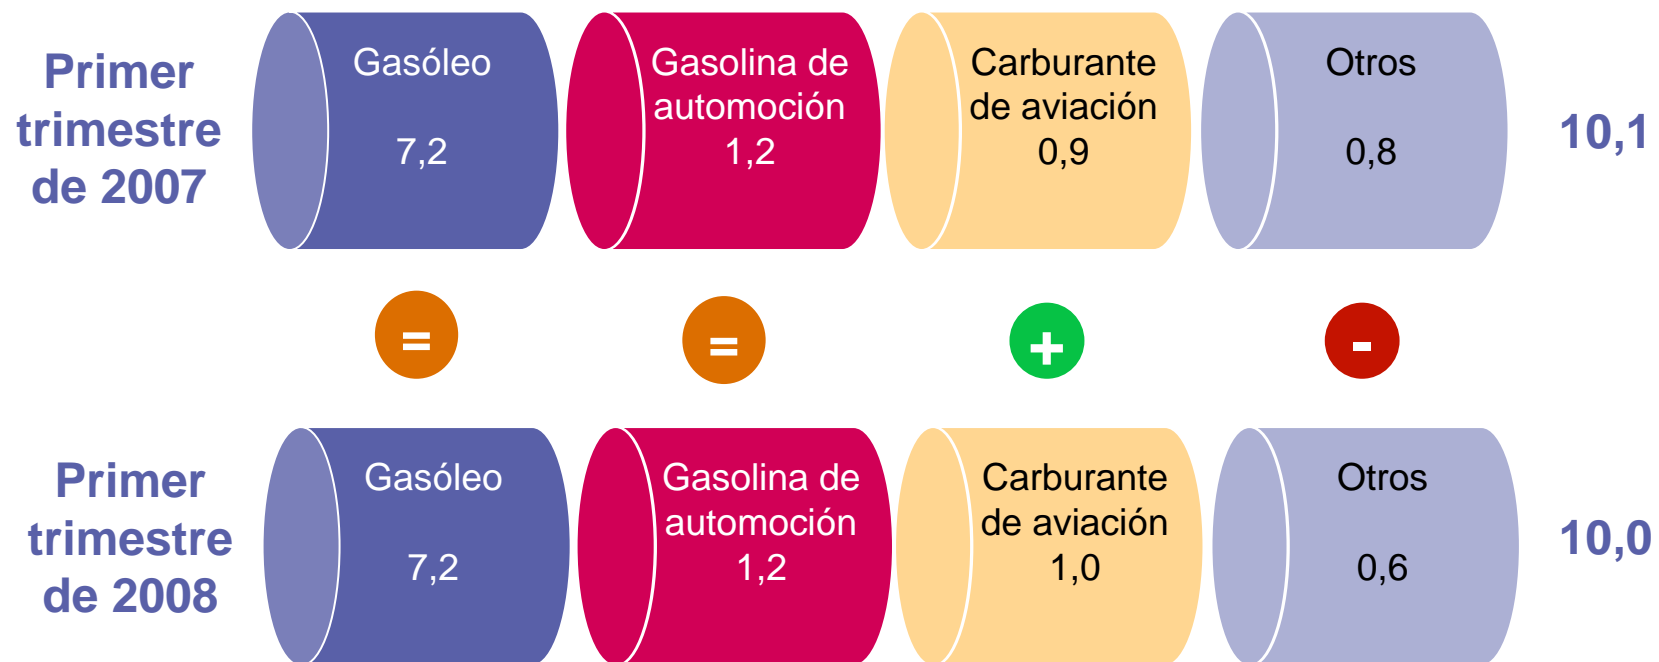 Primer
trimestre
de 2007
Gasóleo
7,2
Gasolina de
automoción
1,2
Carburante
de aviación
0,9
Otros
0,8
10,1
=
=
+
-
Primer
trimestre
de 2008
Gasóleo
7,2
Gasolina de
automoción
1,2
Carburante
de aviación
1,0
Otros
0,6
10,0